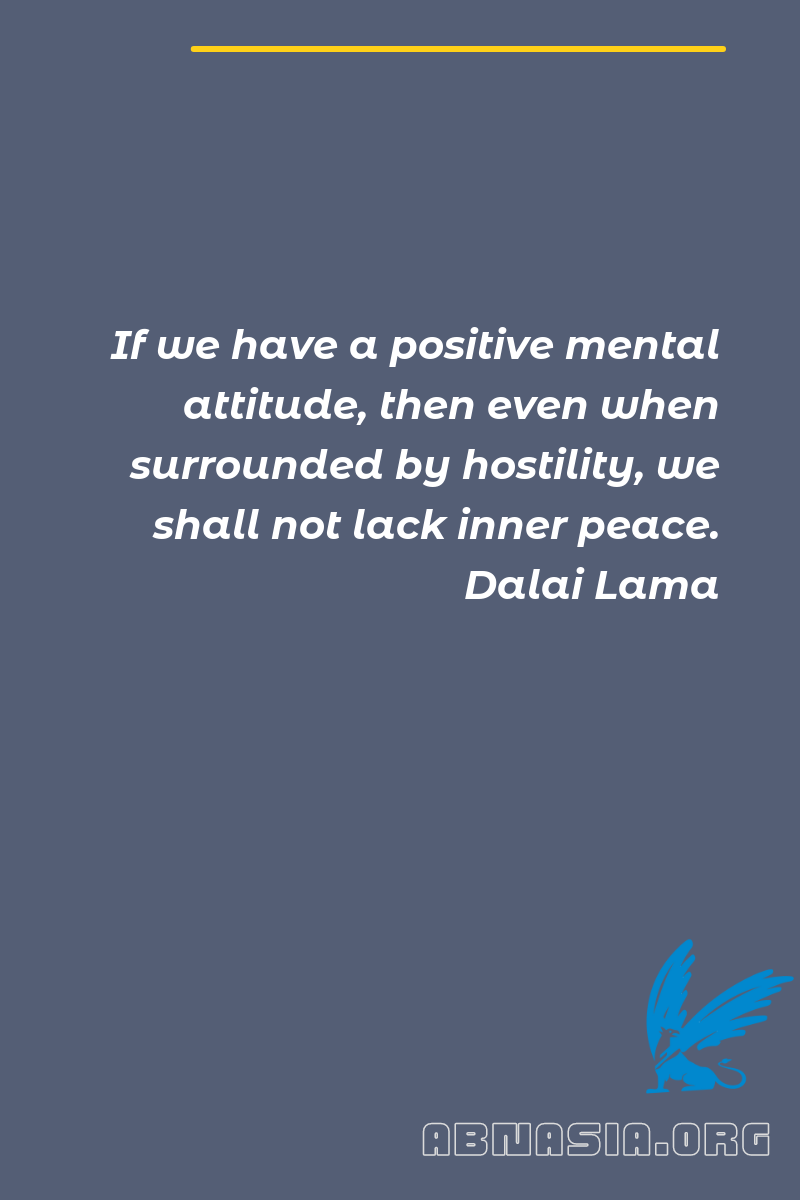 If we have a positive mental
attitude, then even when
surrounded by hostility, we
shall not lack inner peace.
Dalai Lama
ABNASIA.ORG